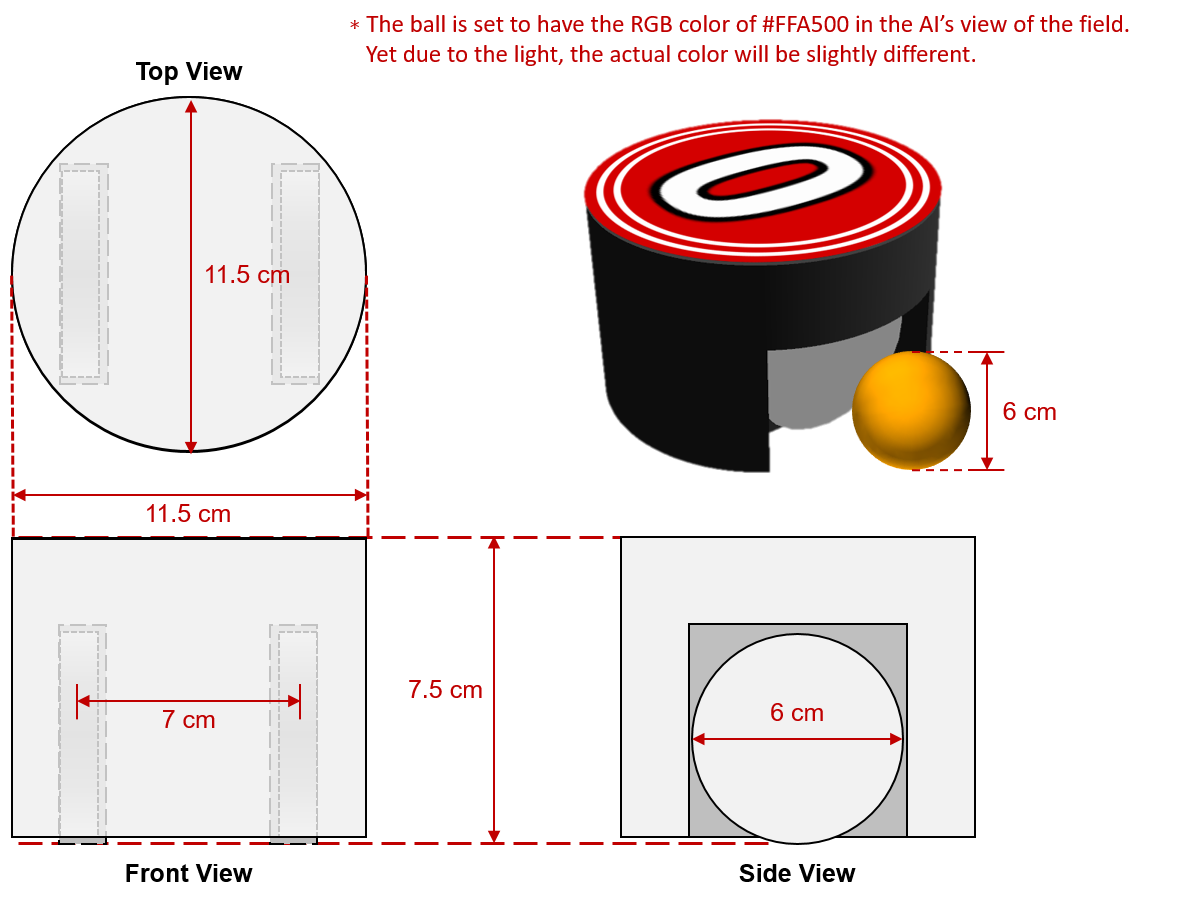 * The ball is set to have the RGB color of #FFA500 in the AI’s view of the field.
Yet due to the light, the actual color will be slightly different.
Top View
0
11.5 cm
6 cm
11.5 cm
7.5 cm
7 cm
6 cm
Front View
Side View